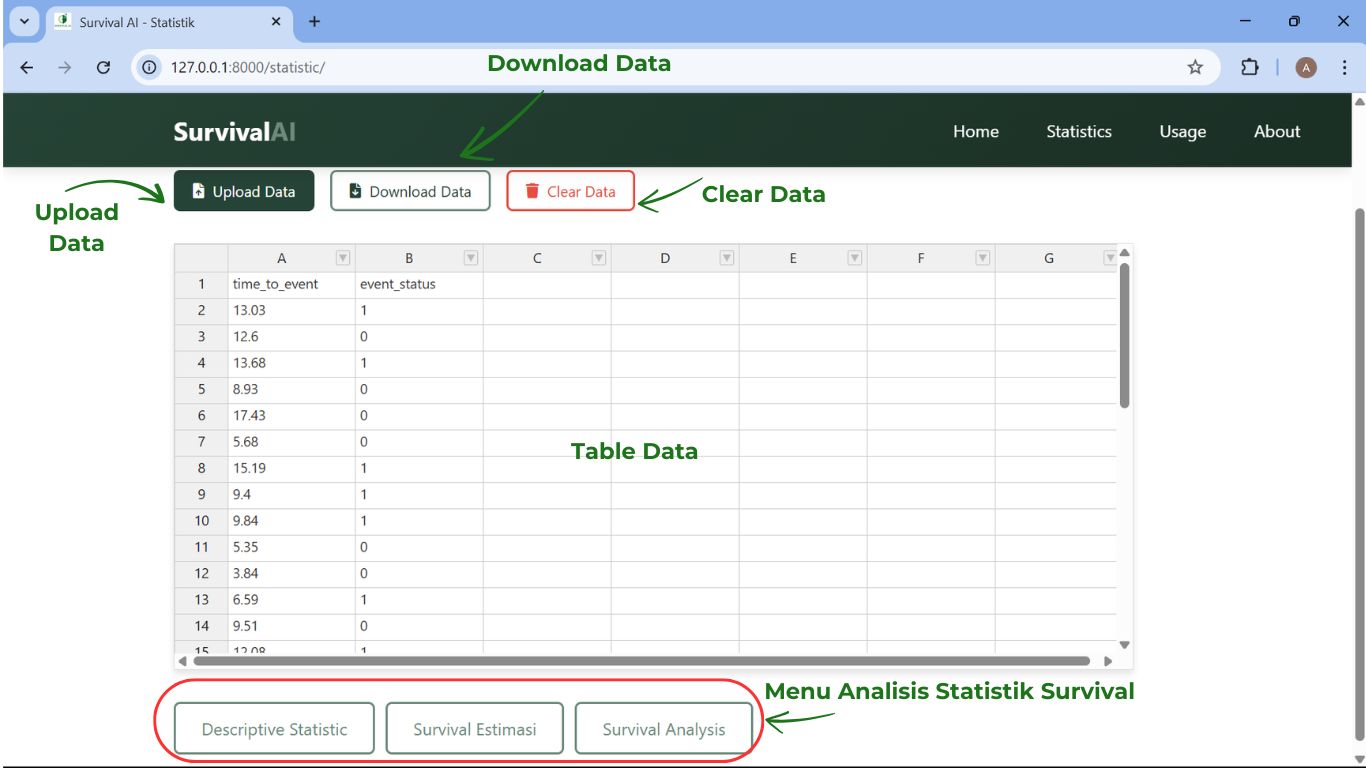 Survival AI - Statistik
127.0.0.1:8000/statistic/
A
Download Data
SurvivalAI
Home Statistics Usage About
Upload Data Download Data Clear Data
Clear Data
Upload
Data
A B C D E F G
1 time_to_event event_status
2 13.03 1
3 12.6 0
4 13.68 1
5 8.93 0
6 17.43 0
7 5.68 0
Table Data
8 15.19 1
9 9.4 1
10 9.84 1
11 5.35 0
12 3.84 0
13 6.59 1
14 9.51 0
15 12.08 1
Menu Analisis Statistik Survival
Descriptive Statistic Survival Estimasi Survival Analysis